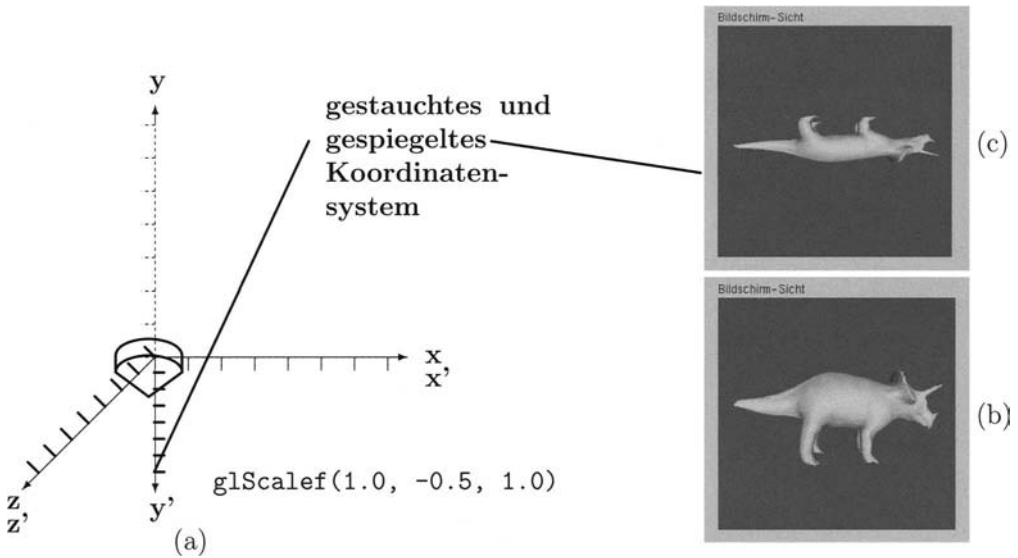 y
gestauchtes und
gespiegeltes
Koordinaten-
system
x
x'
z
z'
y'
glScalef(1.0, -0.5, 1.0)
(a)
Bildschirm-Sicht
(c)
Bildschirm-Sicht
(b)